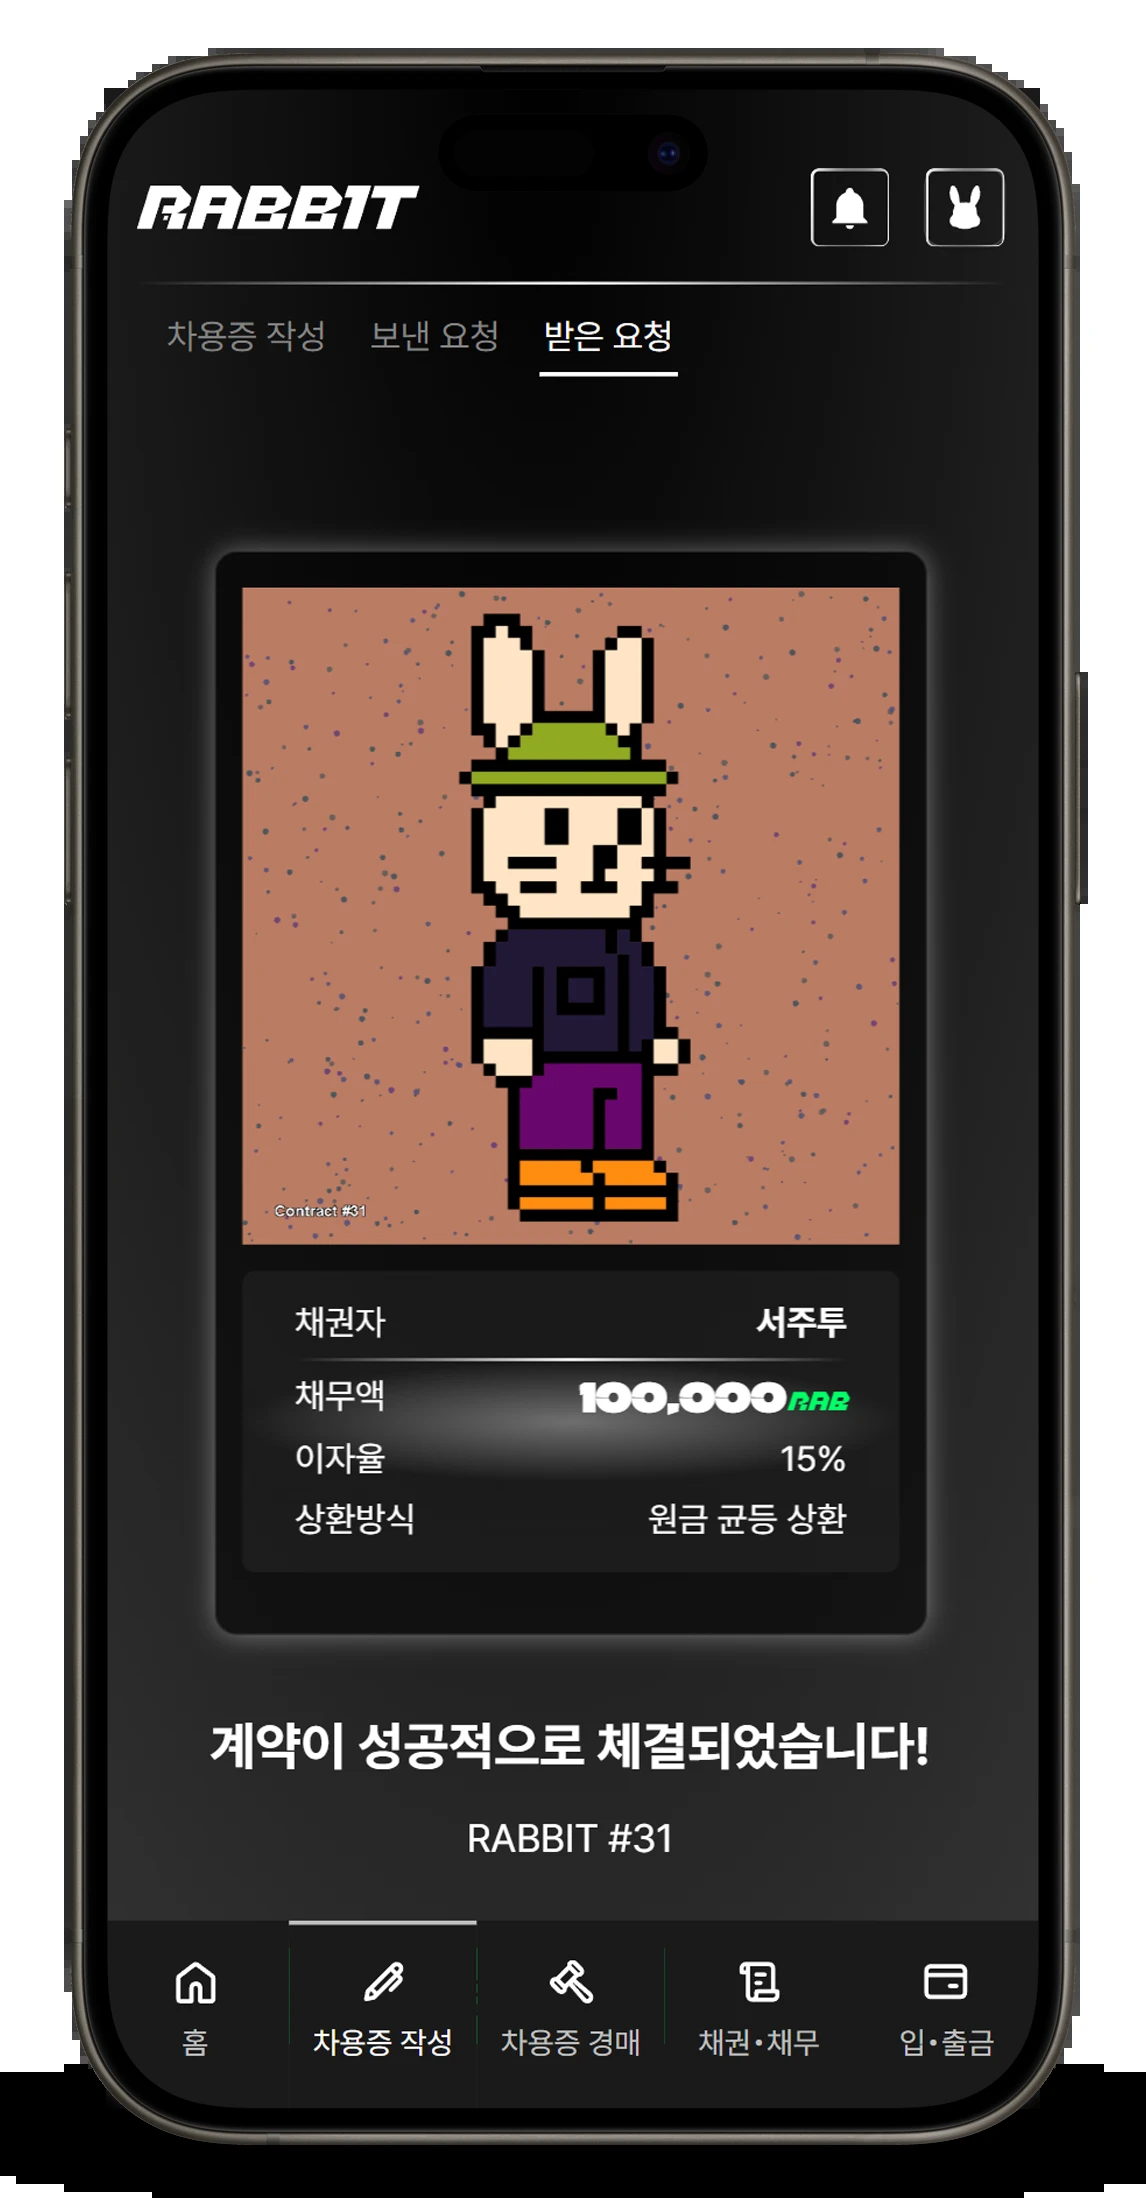 RABBIT
차용증 작성 보낸 요청 받은 요청
Contract #31
채권자 서주투
채무액 100,000RAB
이자율 15%
상환방식 원금 균등 상환
계약이 성공적으로 체결되었습니다!
RABBIT #31
홈 차용증 작성 차용증 경매 채권•채무 입•출금